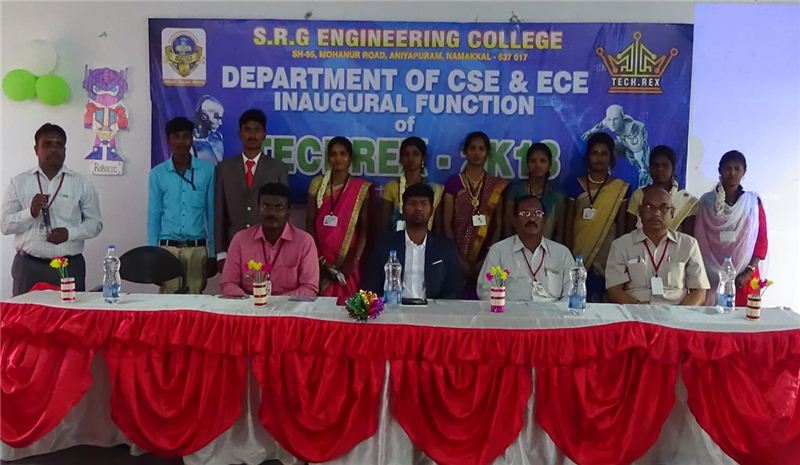 S.R.G ENGINEERING COLLEGE
SH-95, MOHANUR ROAD, ANIYAPURAM, NAMAKKAL - 637 017
DEPARTMENT OF CSE & ECE
INAUGURAL FUNCTION
of
TECH.REX
ROBOTIC